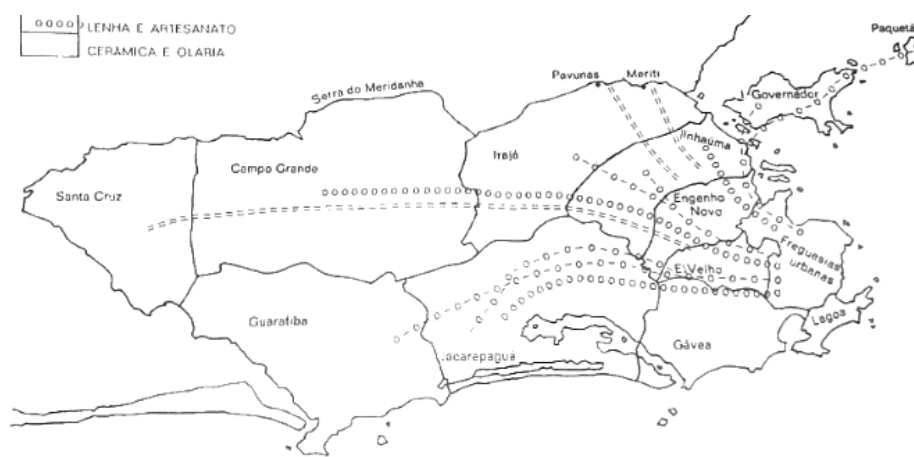 LENHA E ARTESANATO
CERÂMICA E OLARIA
Paquetá
Governador
Pavunas
Meriti
Serra do Meridanha
Inhaúma
Irajó
Campo Grande
Santa Cruz
Engenho
Novo
Freguesias
urbanas
E. Velho
Lagoa
Guaratiba
Gávea
Jacarepaguá